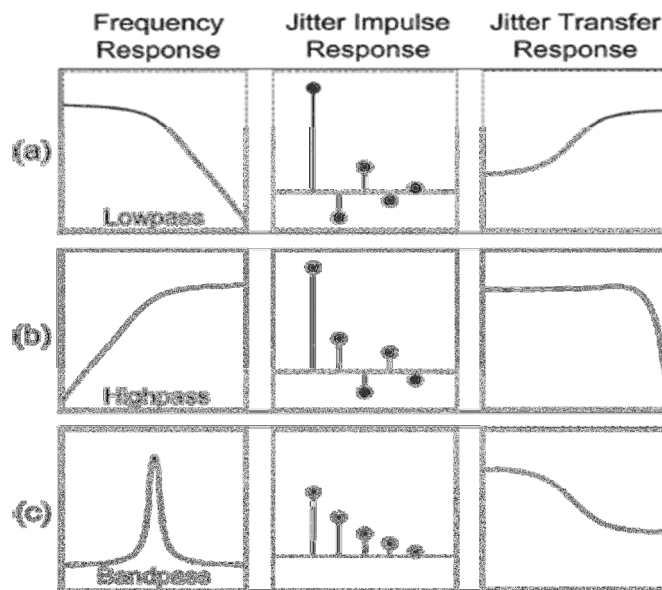 Frequency Response
Jitter Impulse Response
Jitter Transfer Response
(a)
Lowpass
(b)
Highpass
(c)
Bandpass